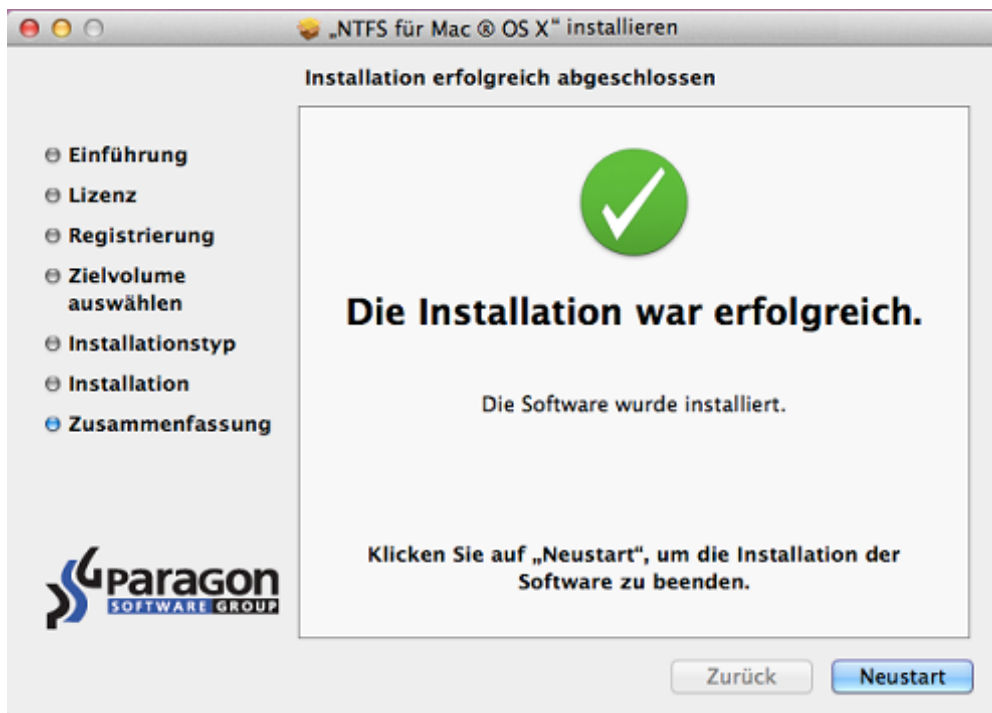 „NTFS für Mac ® OS X“ installieren
Installation erfolgreich abgeschlossen
Einführung
Lizenz
Registrierung
Zielvolume
auswählen
Installationstyp
Installation
Zusammenfassung
Die Installation war erfolgreich.
Die Software wurde installiert.
Klicken Sie auf „Neustart“, um die Installation der
Software zu beenden.
PARAGON
SOFTWARE GROUP
Zurück
Neustart